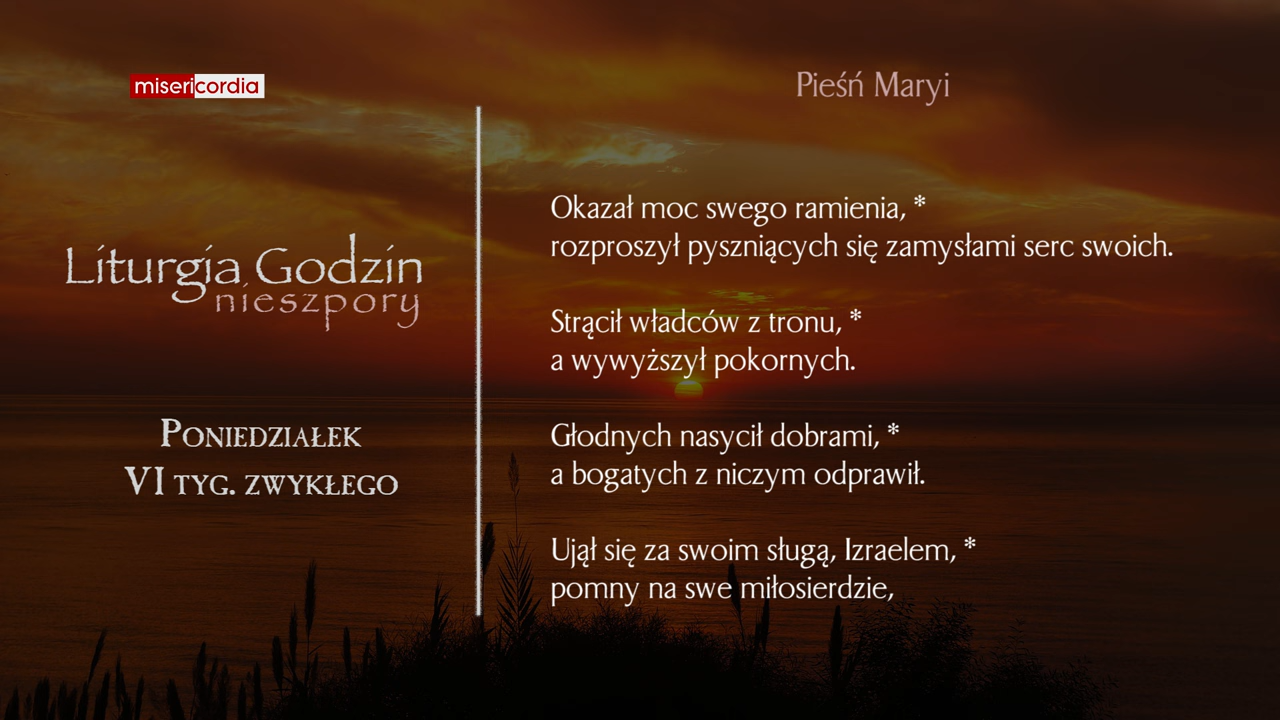 misericordia
Liturgia Godzin
nieszpory
Poniedziałek
VI tyg. zwykłego
Pieśń Maryi
Okazał moc swego ramienia, *
rozproszył pyszniących się zamysłami serc swoich.
Strącił władców z tronu, *
a wywyższył pokornych.
Głodnych nasycił dobrami, *
a bogatych z niczym odprawił.
Ujął się za swoim sługą, Izraelem, *
pomny na swe miłosierdzie,